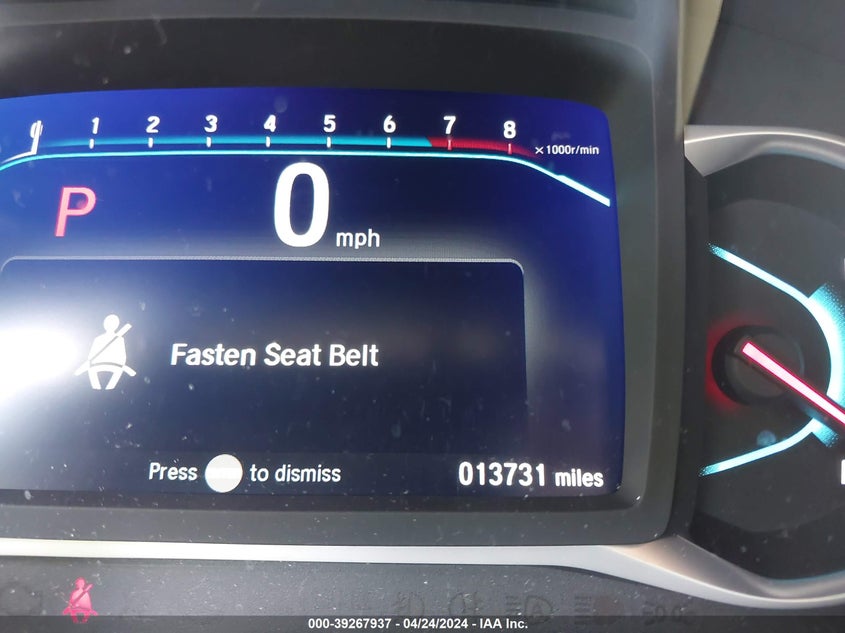 0 1 2 3 4 5 6 7 8 x 1000r/min
P 0 mph
Fasten Seat Belt
Press to dismiss 013731 miles
000-39267937 - 04/24/2024 - IAA Inc.